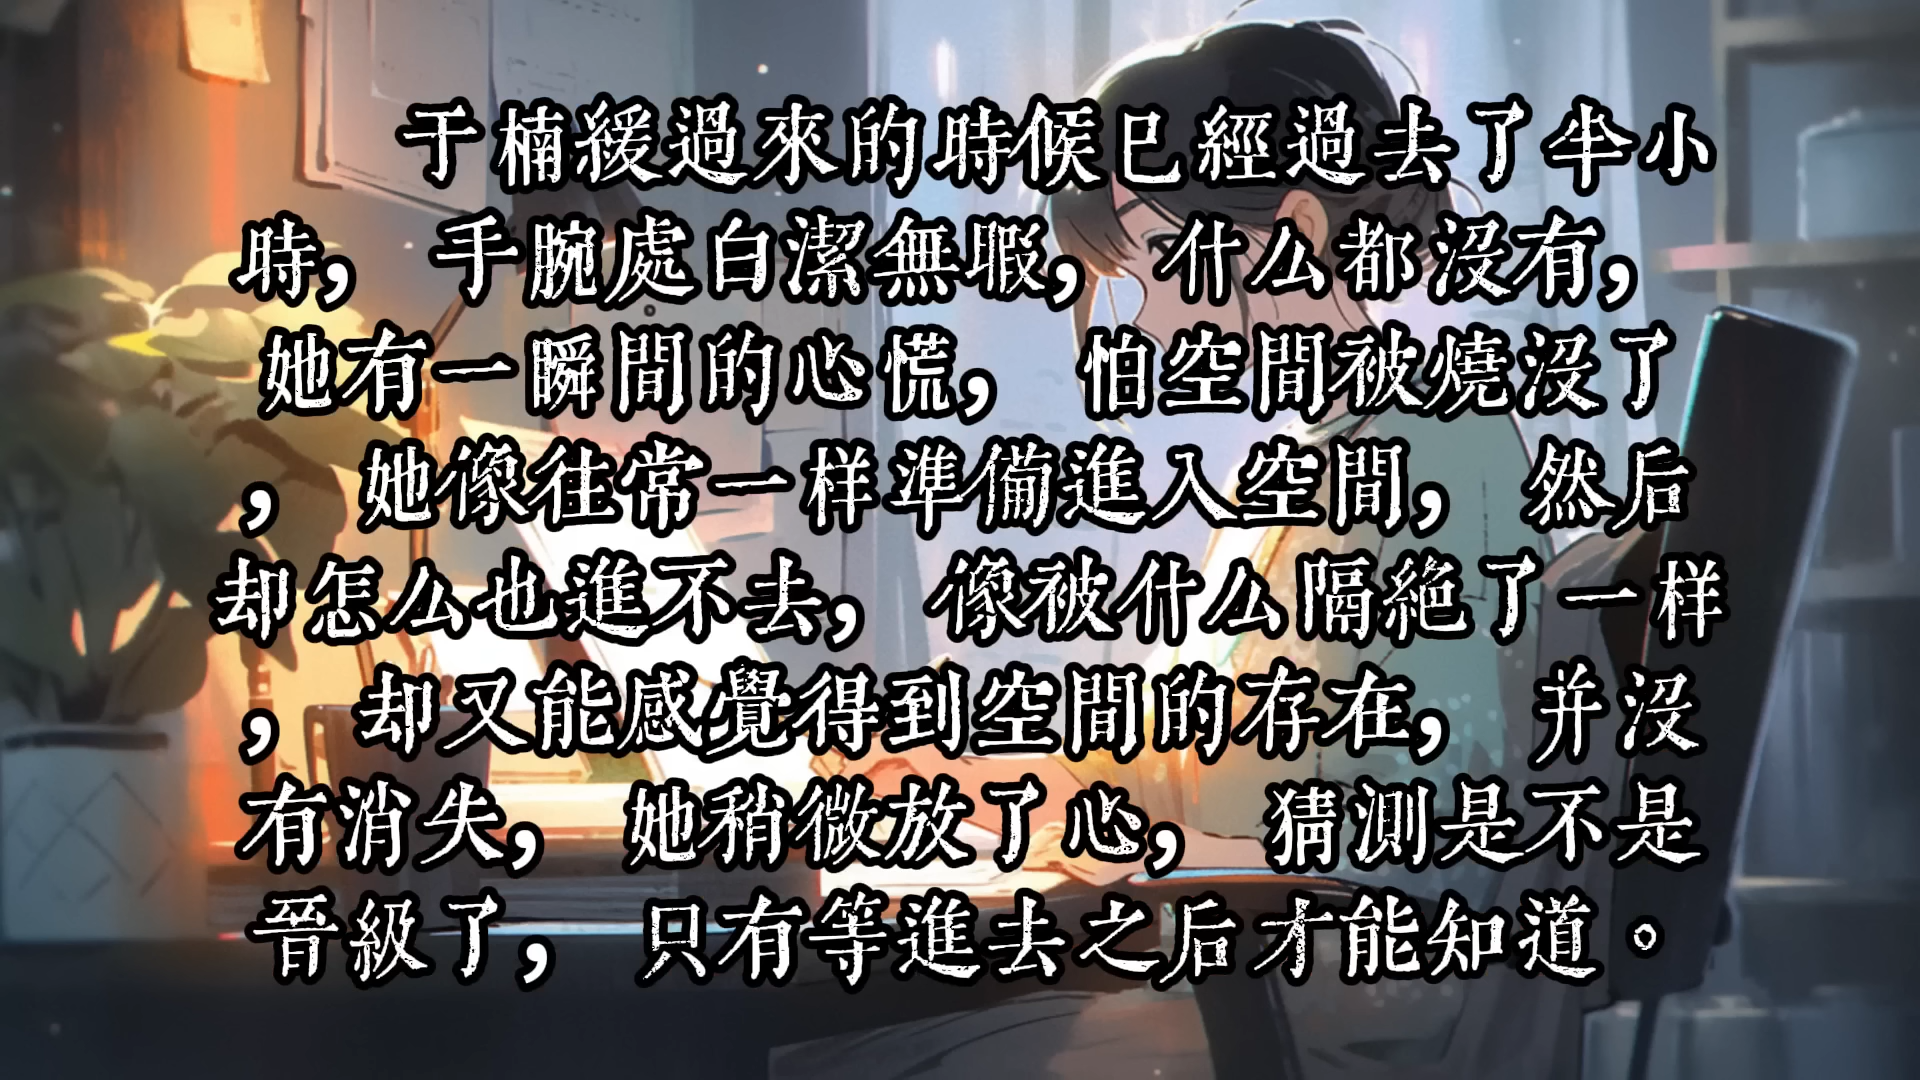 于楠緩過來的時候已經過去了半小
時，手腕處白潔無暇，什么都沒有，
她有一瞬間的心慌，怕空間被燒沒了
，她像往常一样準備進入空間，然后
却怎么也進不去，像被什么隔絶了一样
，却又能感覺得到空間的存在，并沒
有消失，她稍微放了心，猜測是不是
晉級了，只有等進去之后才能知道。